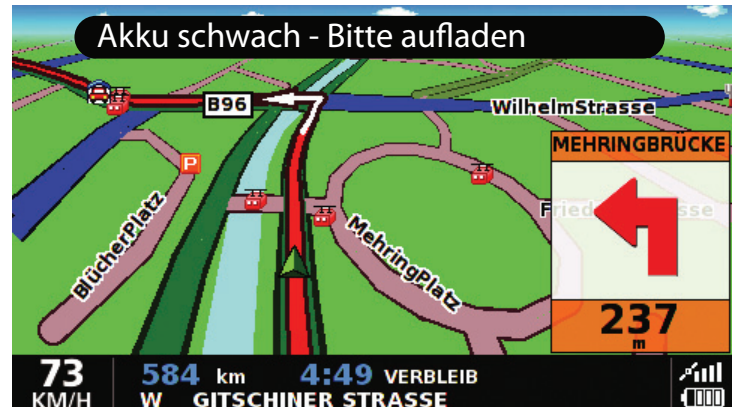 Akku schwach - Bitte aufladen
B96
WilhelmStrasse
MEHRINGBRÜCKE
P
BlücherPlatz
MehringPlatz
237
m
73
KM/H
584 km 4:49 VERBLEIB
W GITSCHINER STRASSE